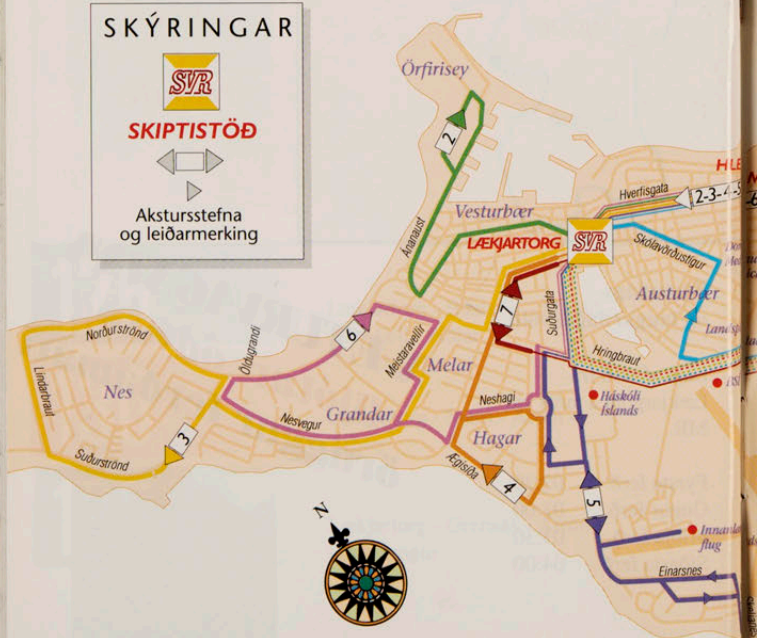 SKÝRINGAR
SVR
SKIPTISTÖÐ
Akstursstefna
og leiðarmerking
Örfirisey
2
Hverfisgata
2-3-4-5
Vesturbær
Ánanaust
LÆKJARTORG
SVR
Skólavörðustígur
Austurbær
7
Suðurgata
Norðurströnd
Öldugrandi
6
Meistaravellir
Melar
Hringbraut
Lindarbraut
Nes
Nesvegur
Grandar
Neshagi
Háskóli
Íslands
Hagar
3
Suðurströnd
Ægisíða
4
5
N
flug
Einarsnes